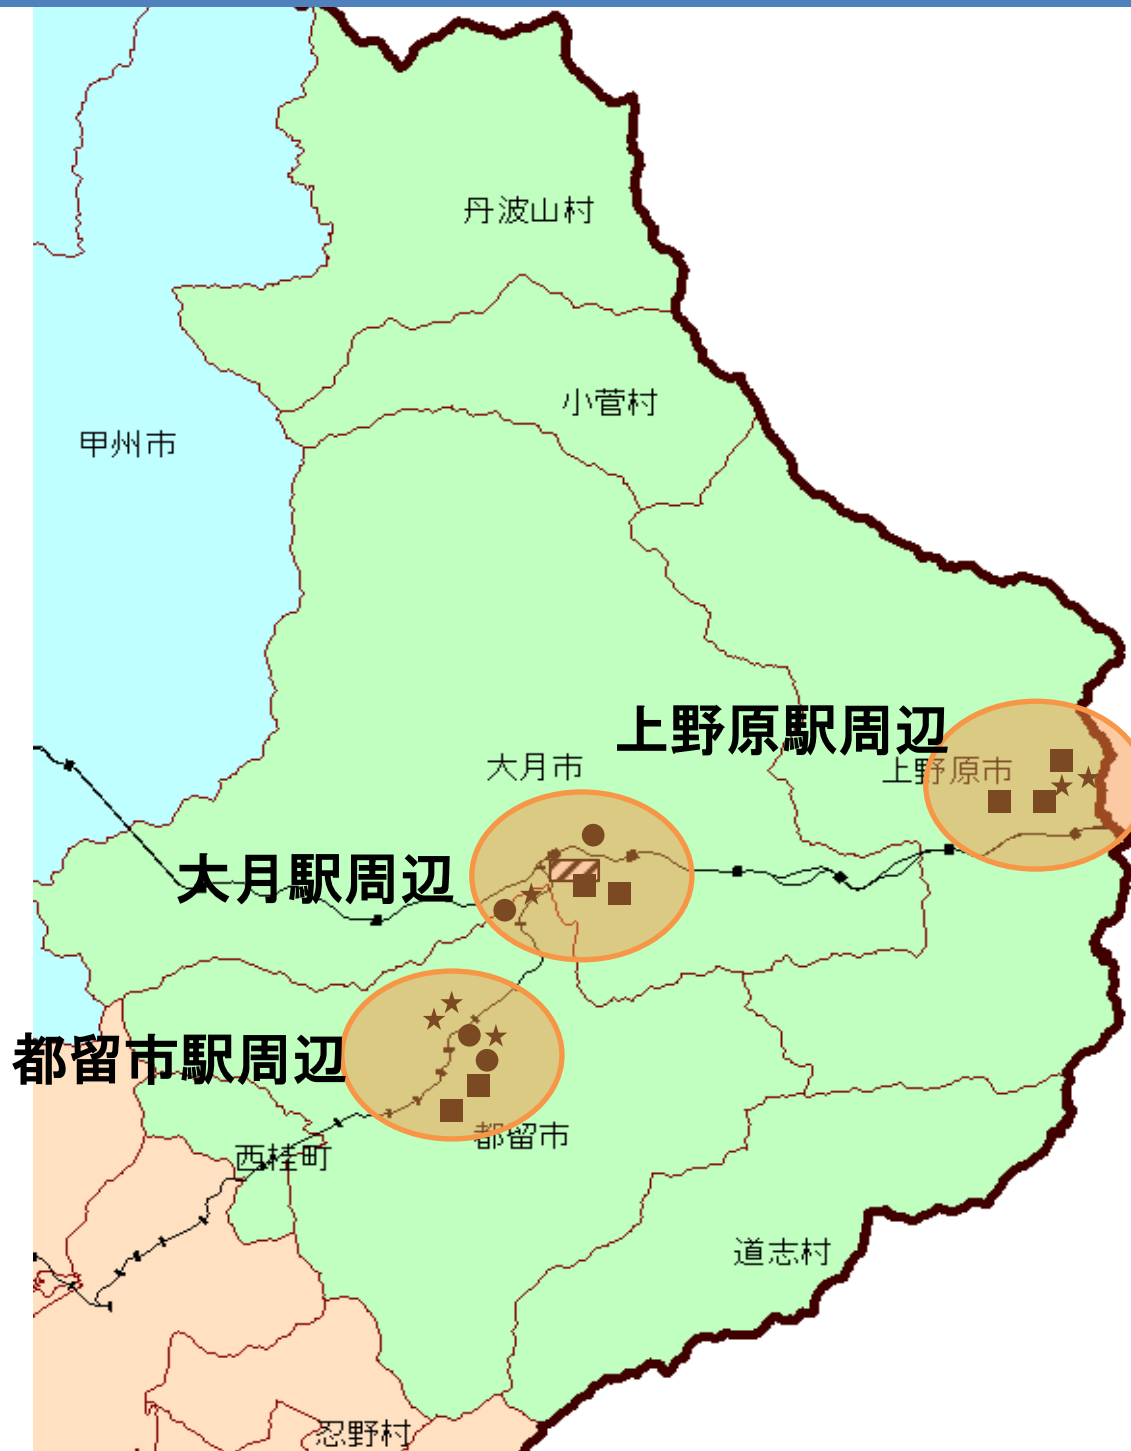 丹波山村
小菅村
甲州市
上野原駅周辺
大月市
上野原市
大月駅周辺
都留市駅周辺
都留市
西桂町
道志村
忍野村